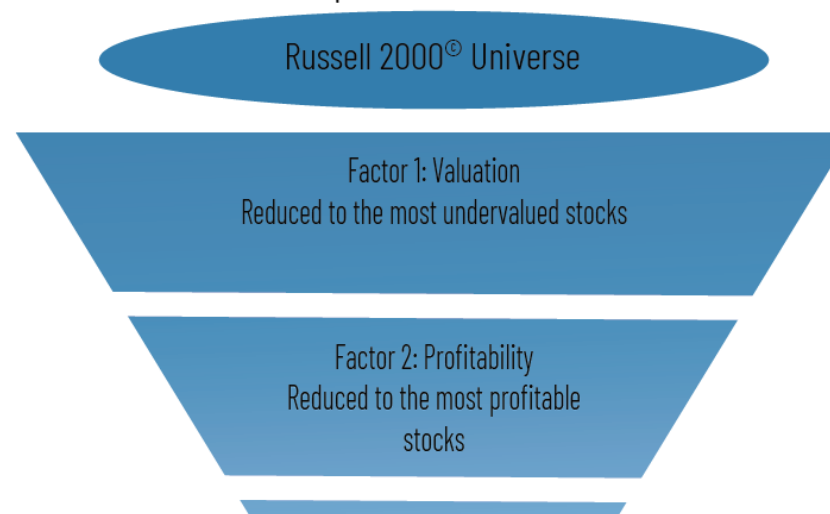 Russell 2000© Universe
Factor 1: Valuation
Reduced to the most undervalued stocks
Factor 2: Profitability
Reduced to the most profitable
stocks